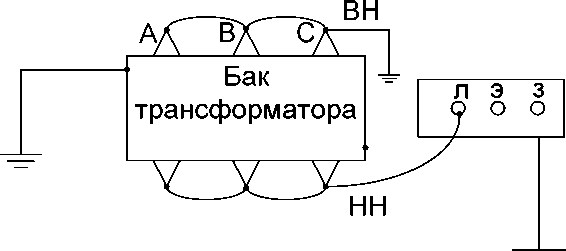 ВН
А В С
Бак
трансформатора
Л Э З
НН